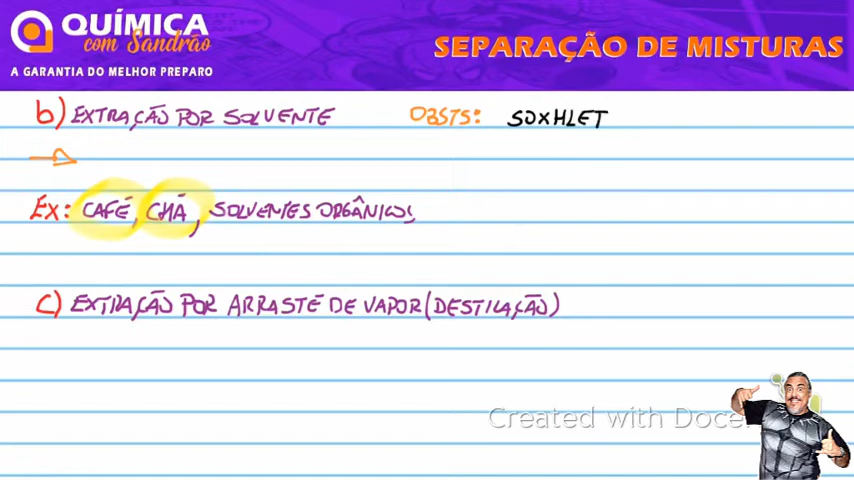 QUÍMICA
com Sandrão
A GARANTIA DO MELHOR PREPARO
SEPARAÇÃO DE MISTURAS
b) EXTRAÇÃO POR SOLVENTE OBSTS: SOXHLET
EX: CAFÉ, CHÁ, SOLVENTES ORGÂNICOS
C) EXTRAÇÃO POR ARRASTE DE VAPOR (DESTILAÇÃO)
Created with Doce